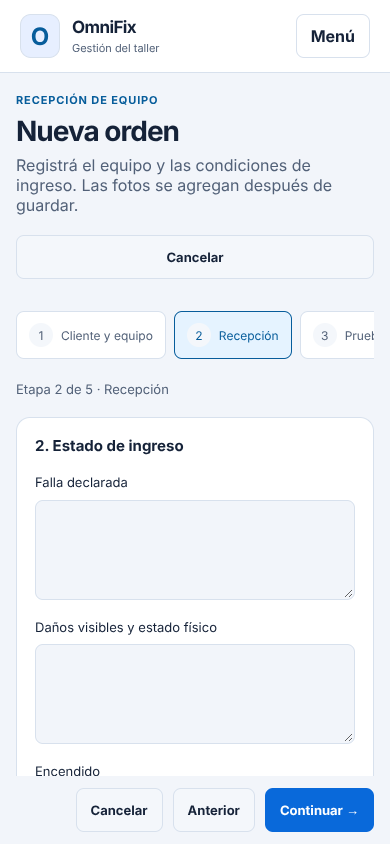 O
OmniFix
Gestión del taller
Menú
RECEPCIÓN DE EQUIPO
Nueva orden
Registrá el equipo y las condiciones de
ingreso. Las fotos se agregan después de
guardar.
Cancelar
1 Cliente y equipo
2 Recepción
3
Etapa 2 de 5 · Recepción
2. Estado de ingreso
Falla declarada
Daños visibles y estado físico
Encendido
Cancelar
Anterior
Continuar →